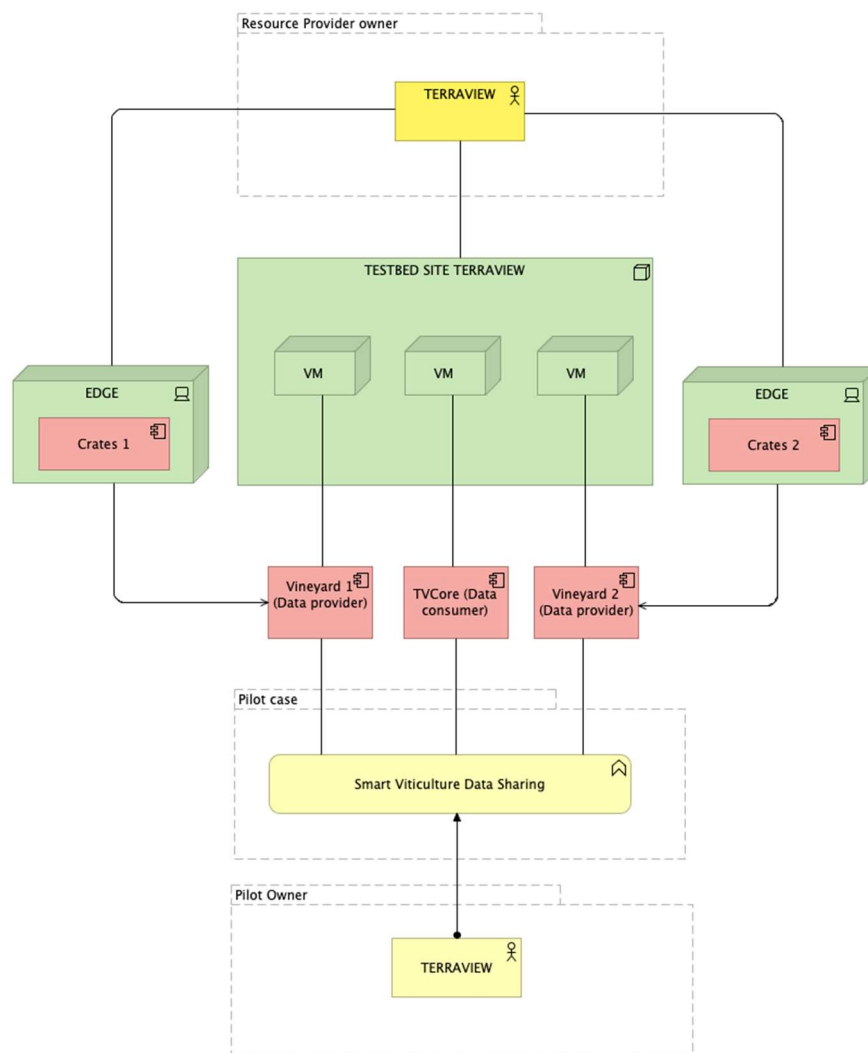 Resource Provider owner
TERRAVIEW
TESTBED SITE TERRAVIEW
VM
VM
VM
EDGE
Crates 1
EDGE
Crates 2
Vineyard 1
(Data provider)
TVCore (Data
consumer)
Vineyard 2
(Data provider)
Pilot case
Smart Viticulture Data Sharing
Pilot Owner
TERRAVIEW